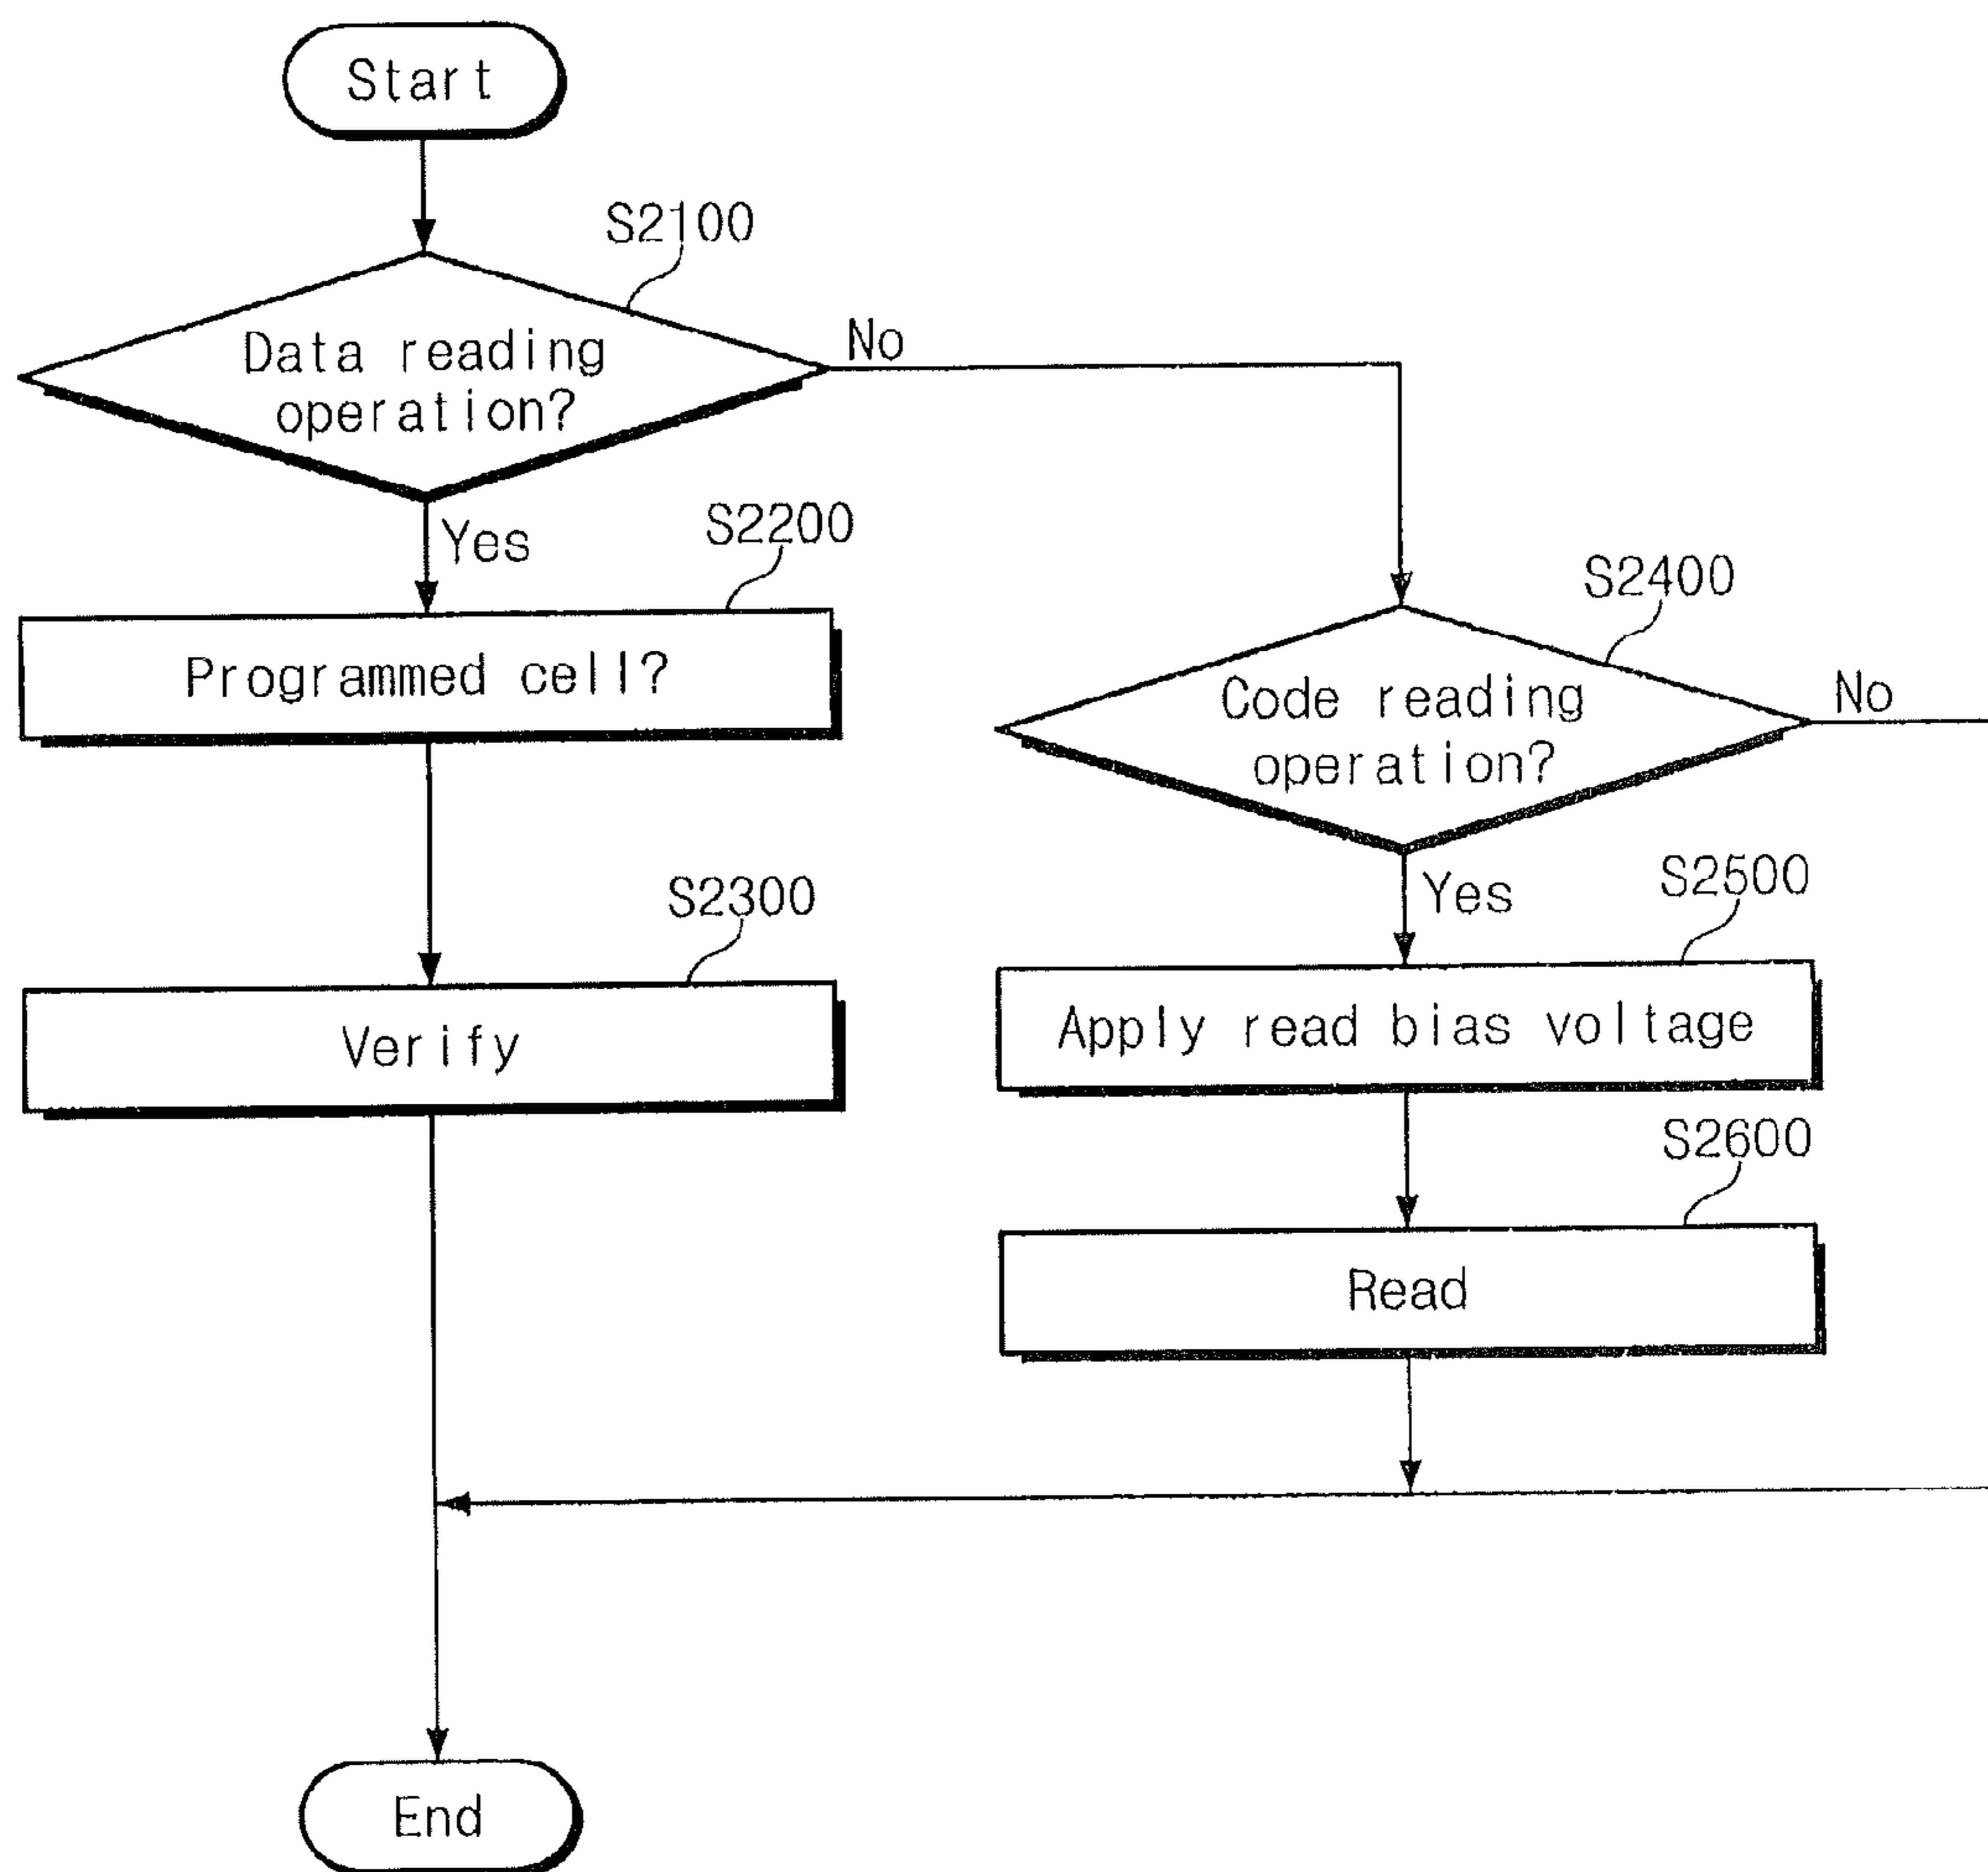 Start
S2100
Data reading
operation?
No
Yes
S2200
Programmed cell?
S2400
Code reading
operation?
No
S2300
Yes
S2500
Verify
Apply read bias voltage
S2600
Read
End